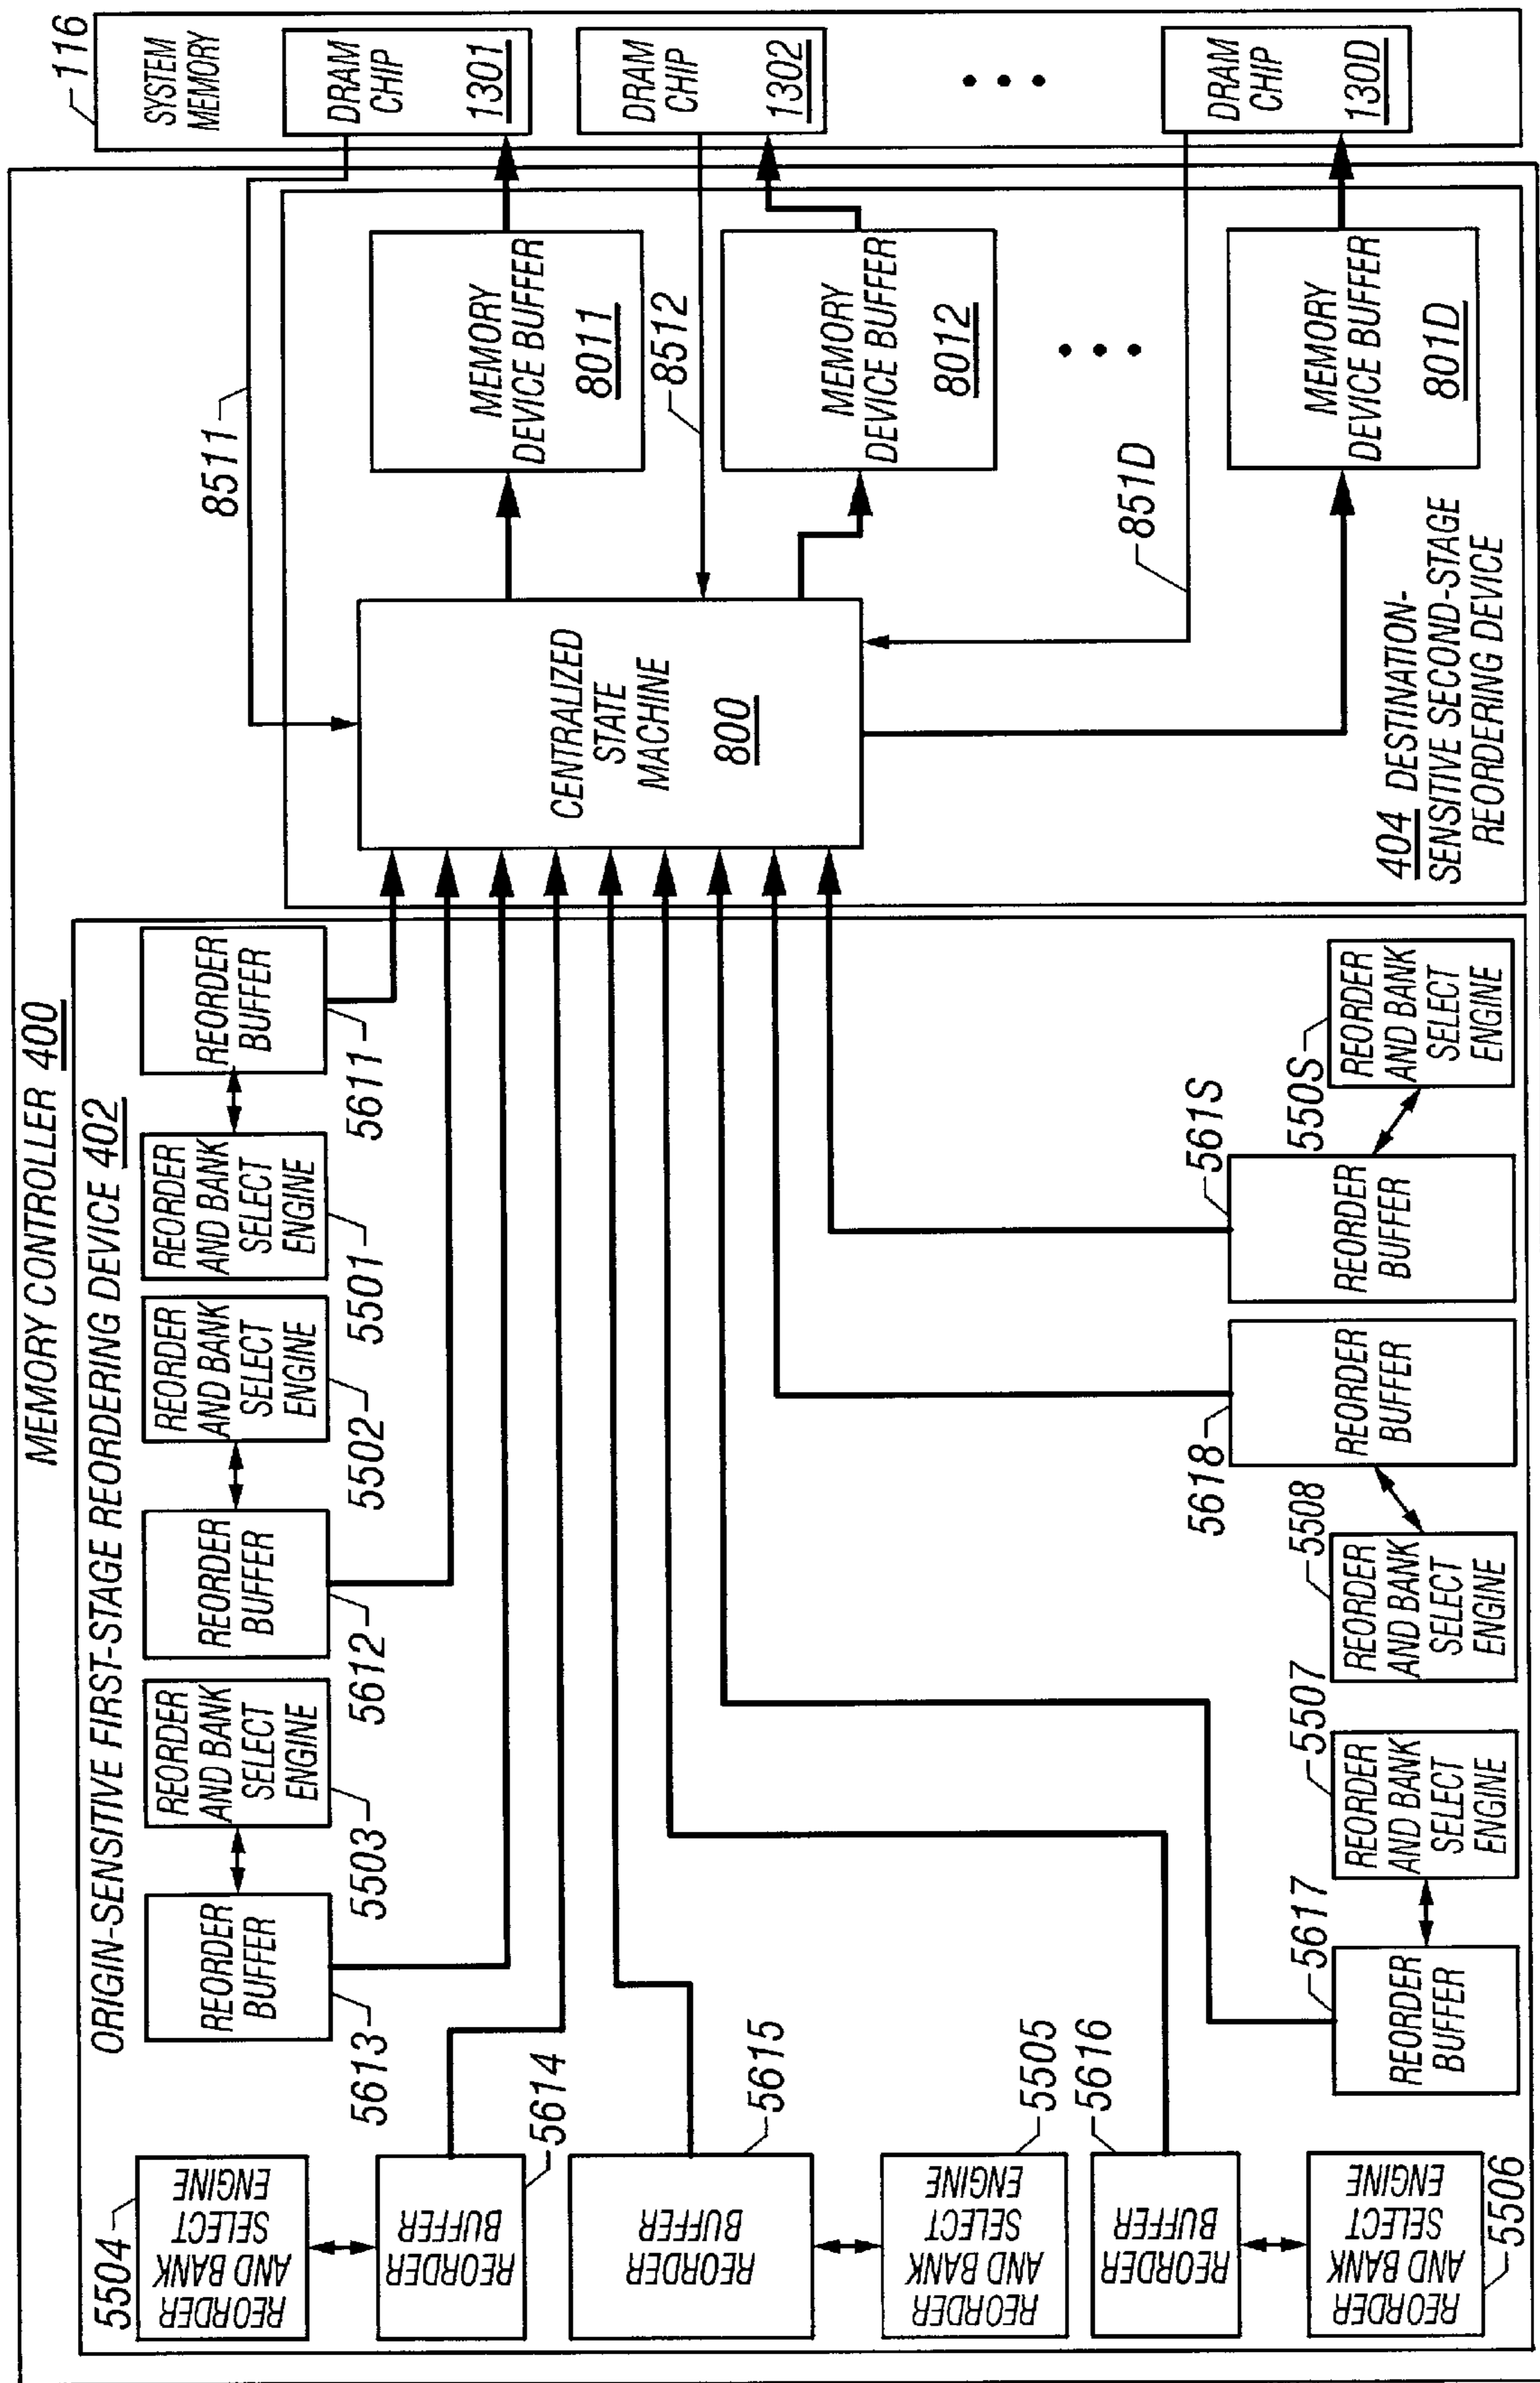 MEMORY CONTROLLER 400
ORIGIN-SENSITIVE FIRST-STAGE REORDERING DEVICE 402
5504
REORDER
AND BANK
SELECT
ENGINE
REORDER
BUFFER
5614
REORDER
BUFFER
5615
REORDER
AND BANK
SELECT
ENGINE
5505
REORDER
BUFFER
5616
REORDER
AND BANK
SELECT
ENGINE
5506
REORDER
BUFFER
5613
REORDER
AND BANK
SELECT
ENGINE
5503
REORDER
BUFFER
5612
REORDER
AND BANK
SELECT
ENGINE
5502
REORDER
AND BANK
SELECT
ENGINE
5501
REORDER
BUFFER
5611
5617
REORDER
BUFFER
5507
REORDER
AND BANK
SELECT
ENGINE
5508
REORDER
AND BANK
SELECT
ENGINE
5618
REORDER
BUFFER
561S
REORDER
BUFFER
550S
REORDER
AND BANK
SELECT
ENGINE
CENTRALIZED
STATE
MACHINE
800
404 DESTINATION-
SENSITIVE SECOND-STAGE
REORDERING DEVICE
8511
8512
851D
MEMORY
DEVICE BUFFER
8011
MEMORY
DEVICE BUFFER
8012
MEMORY
DEVICE BUFFER
801D
116
SYSTEM
MEMORY
DRAM
CHIP
1301
DRAM
CHIP
1302
DRAM
CHIP
130D